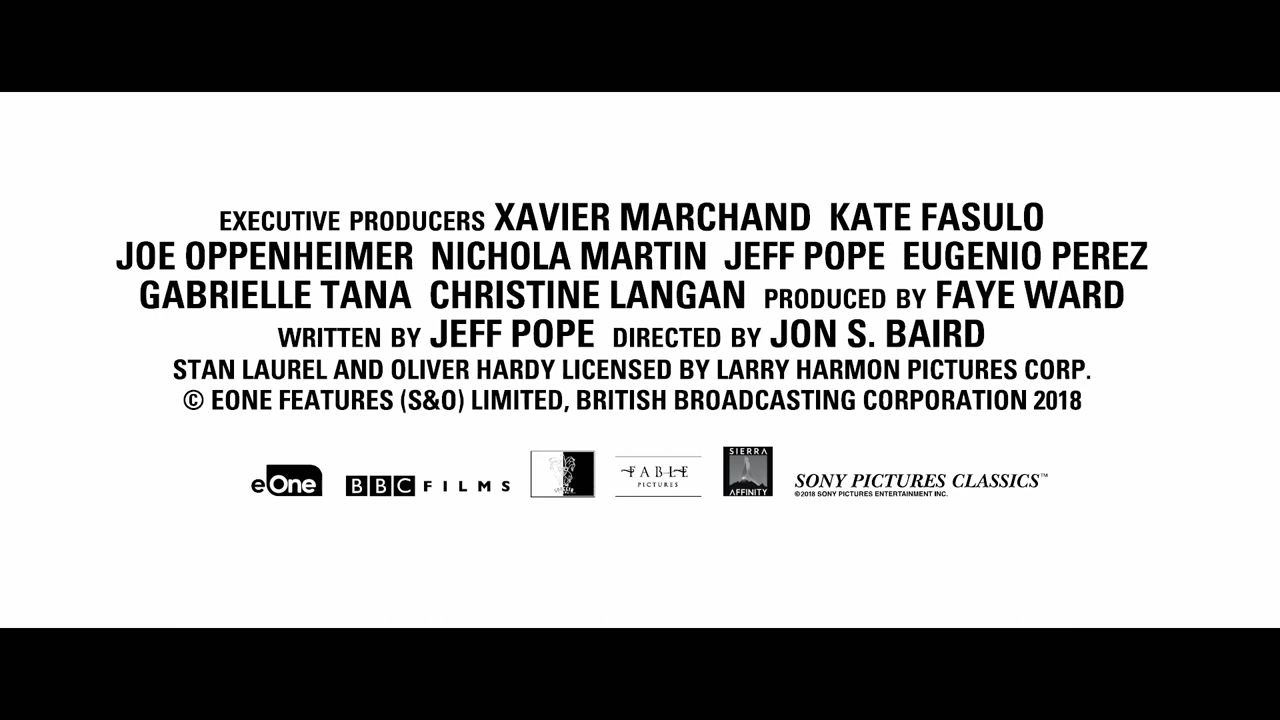 EXECUTIVE PRODUCERS XAVIER MARCHAND KATE FASULO
JOE OPPENHEIMER NICHOLA MARTIN JEFF POPE EUGENIO PEREZ
GABRIELLE TANA CHRISTINE LANGAN PRODUCED BY FAYE WARD
WRITTEN BY JEFF POPE DIRECTED BY JON S. BAIRD
STAN LAUREL AND OLIVER HARDY LICENSED BY LARRY HARMON PICTURES CORP.
© EONE FEATURES (S&O) LIMITED, BRITISH BROADCASTING CORPORATION 2018
eOne
BBC FILMS
FABLE
PICTURES
SIERRA
AFFINITY
SONY PICTURES CLASSICS™
©2018 SONY PICTURES ENTERTAINMENT INC.